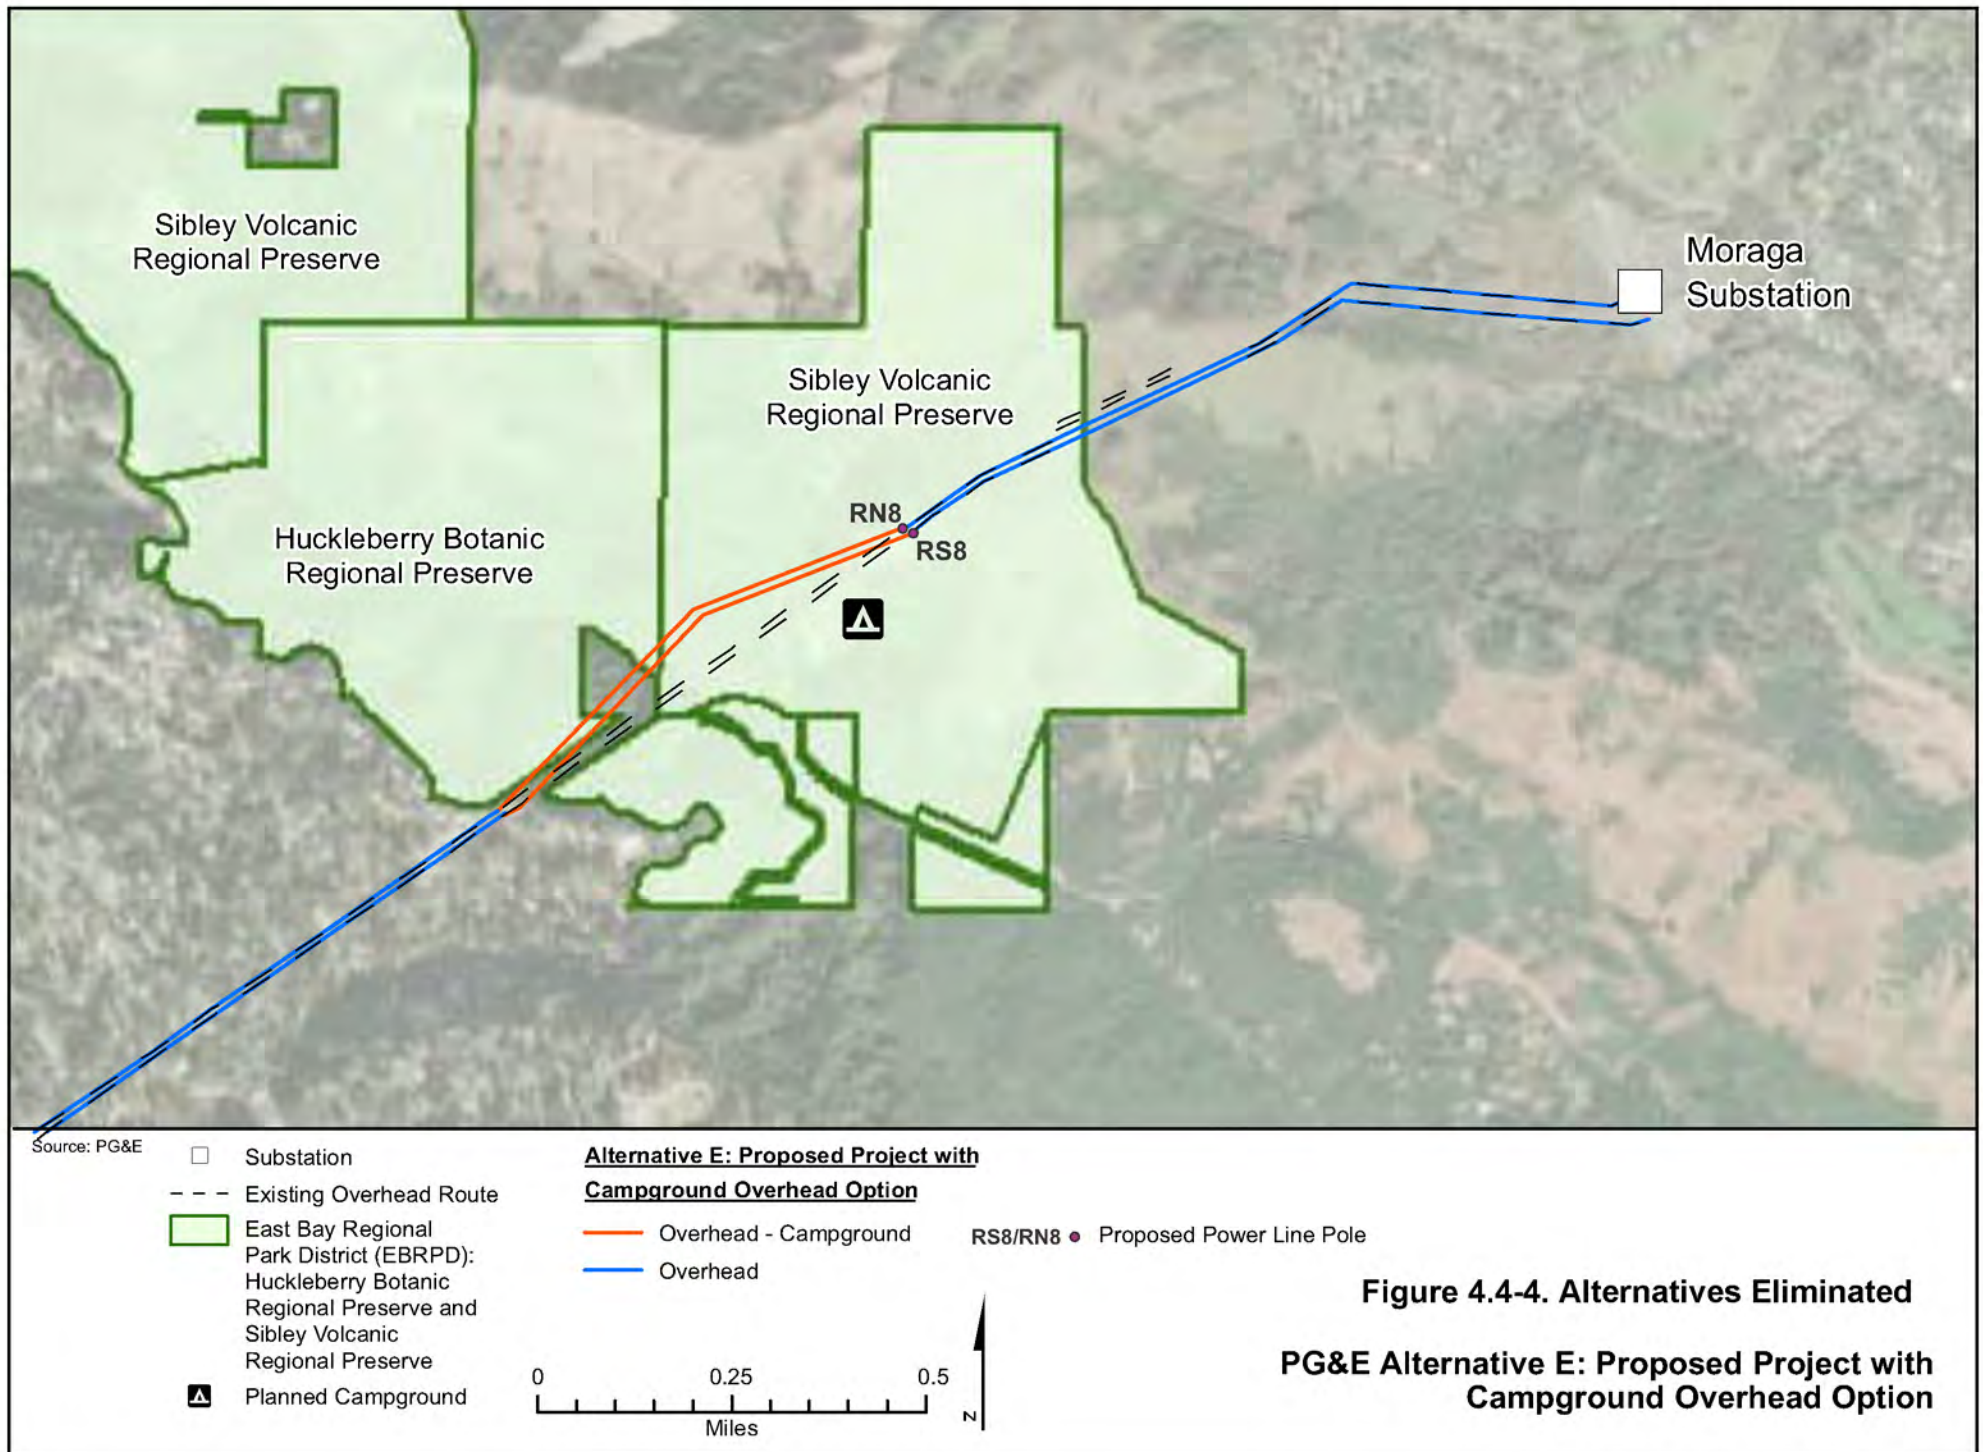 Sibley Volcanic
Regional Preserve
Moraga
Substation
Sibley Volcanic
Regional Preserve
RN8
RS8
Huckleberry Botanic
Regional Preserve
Source: PG&E
Substation
Existing Overhead Route
East Bay Regional
Park District (EBRPD):
Huckleberry Botanic
Regional Preserve and
Sibley Volcanic
Regional Preserve
Planned Campground
Alternative E: Proposed Project with
Campground Overhead Option
Overhead - Campground
Overhead
RS8/RN8 Proposed Power Line Pole
0 0.25 0.5
Miles
Z
Figure 4.4-4. Alternatives Eliminated
PG&E Alternative E: Proposed Project with
Campground Overhead Option